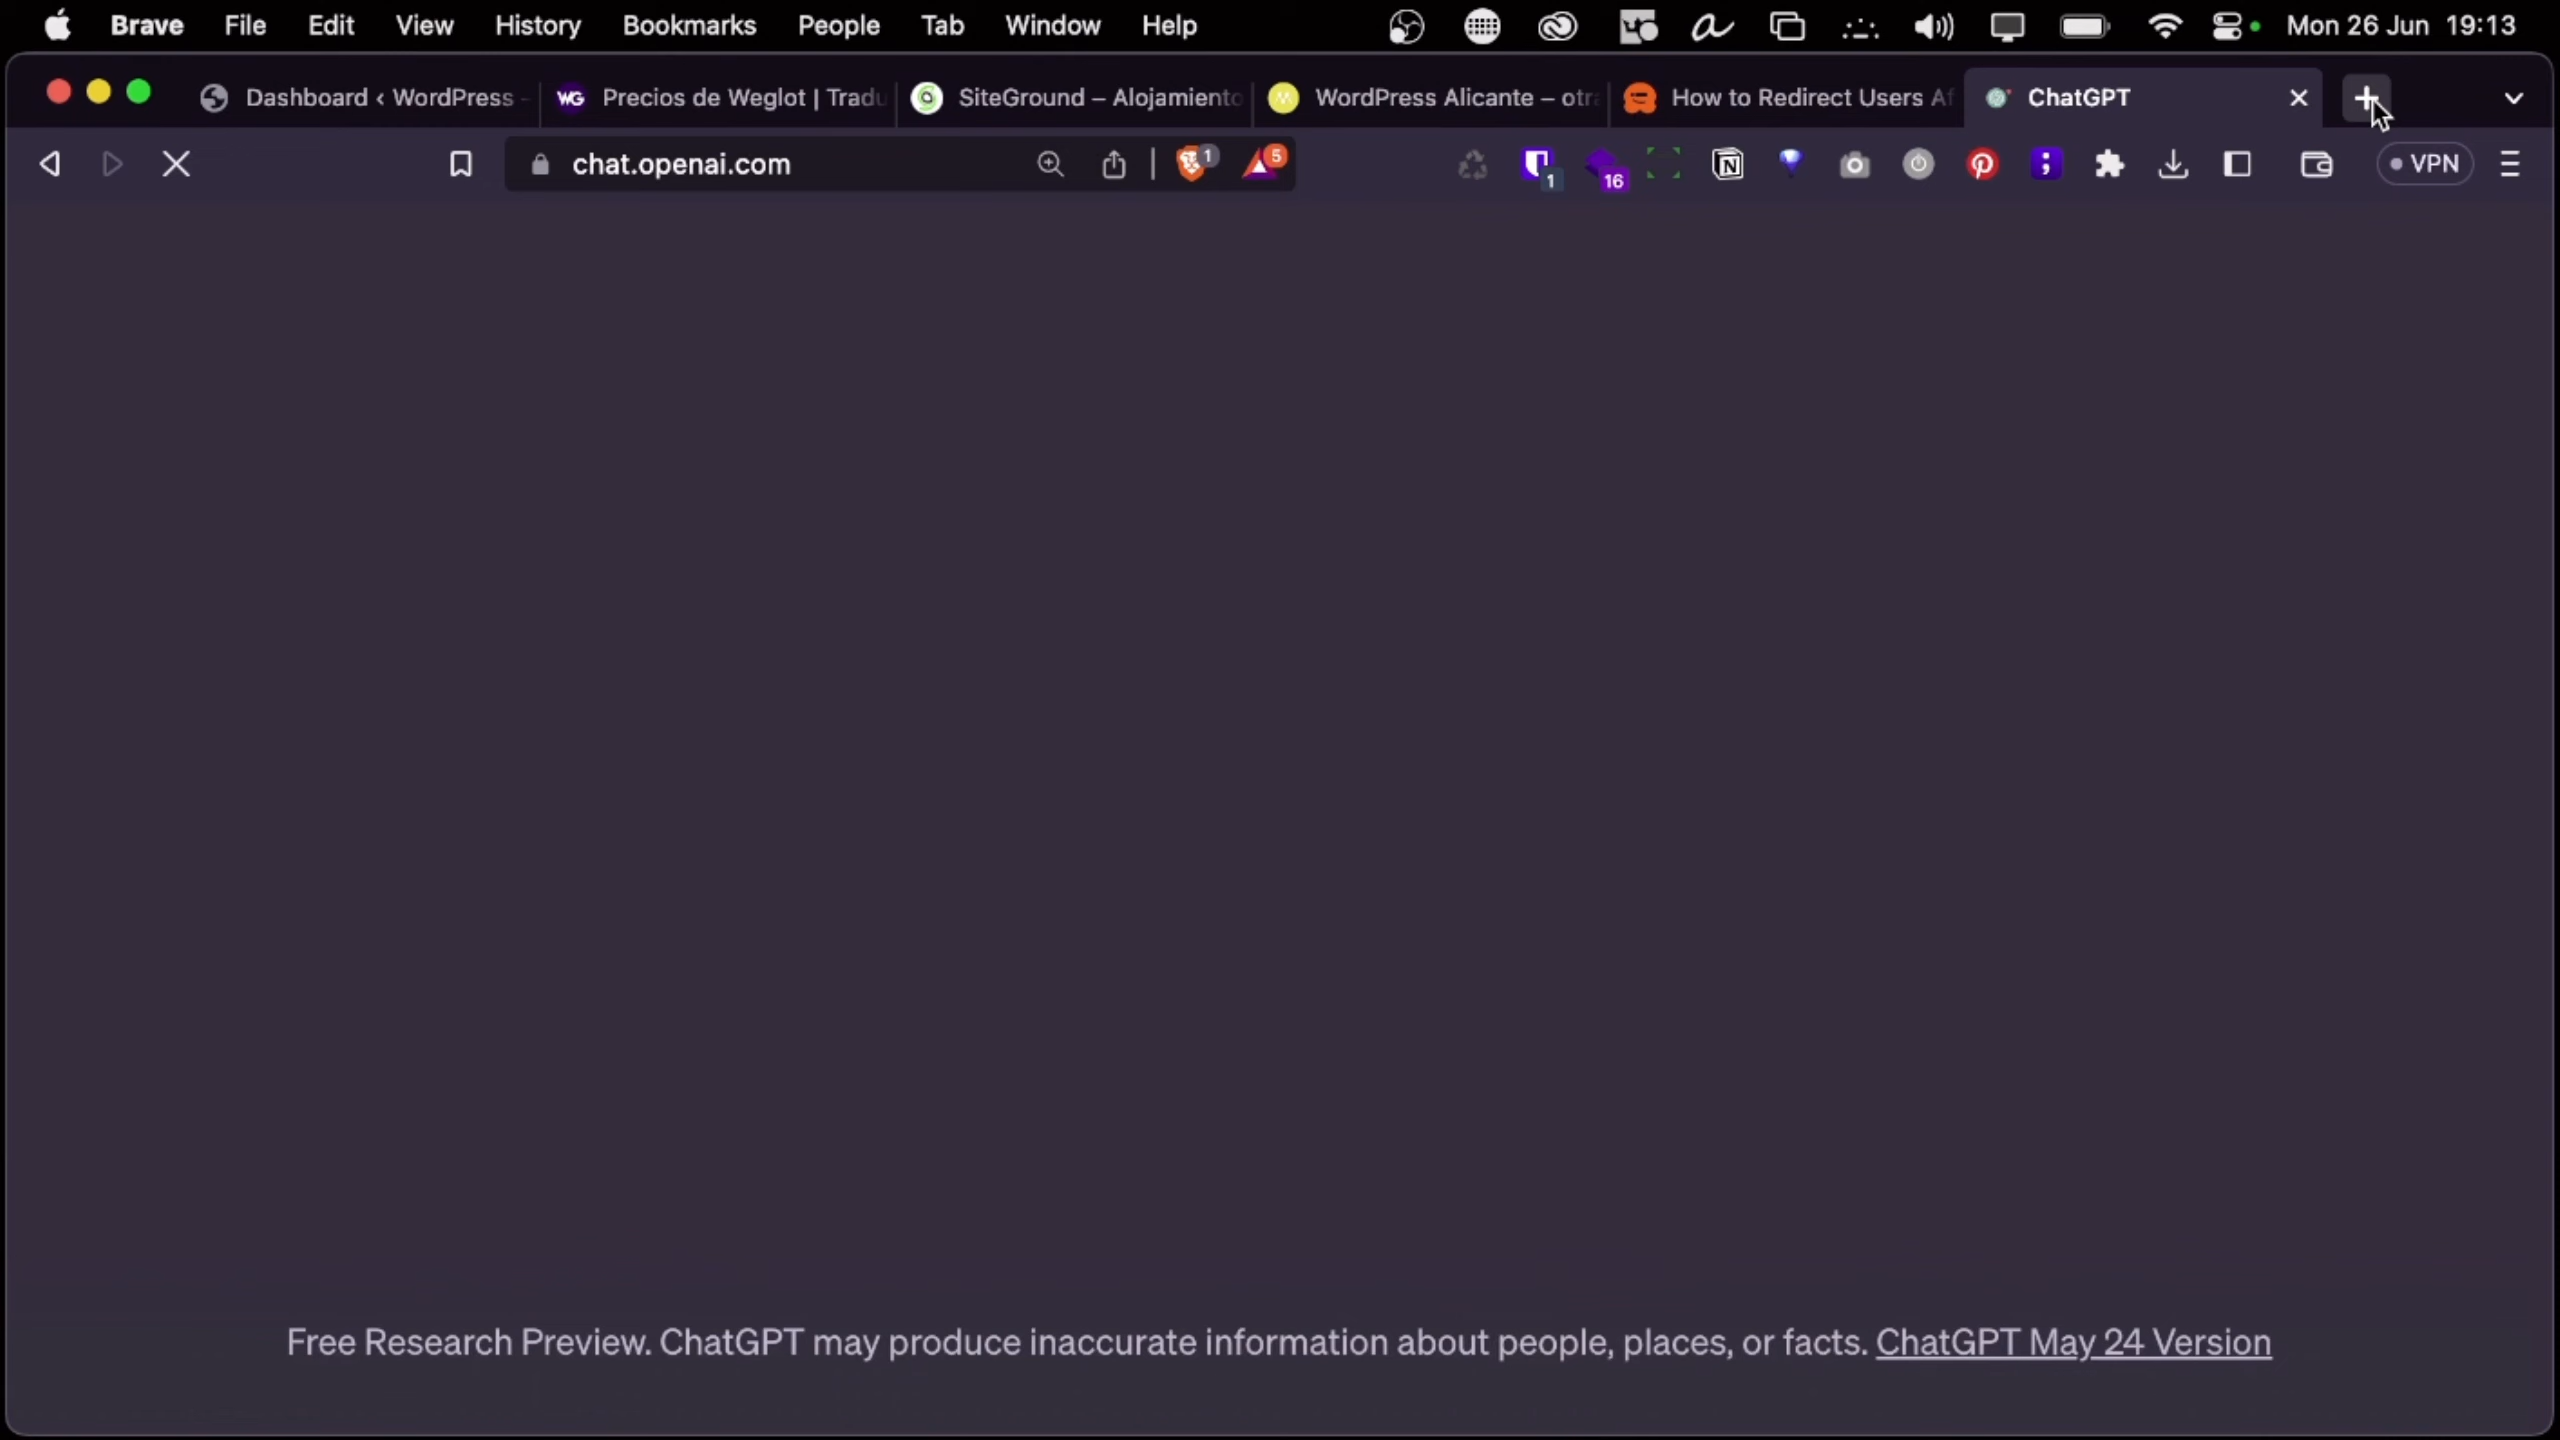 Brave File Edit View History Bookmarks People Tab Window Help Mon 26 Jun 19:13
Dashboard ‹ WordPress - WG Precios de Weglot | Tradu SiteGround – Alojamiento WordPress Alicante – otra How to Redirect Users Af ChatGPT
chat.openai.com 1 5 1 16 VPN
Free Research Preview. ChatGPT may produce inaccurate information about people, places, or facts. ChatGPT May 24 Version